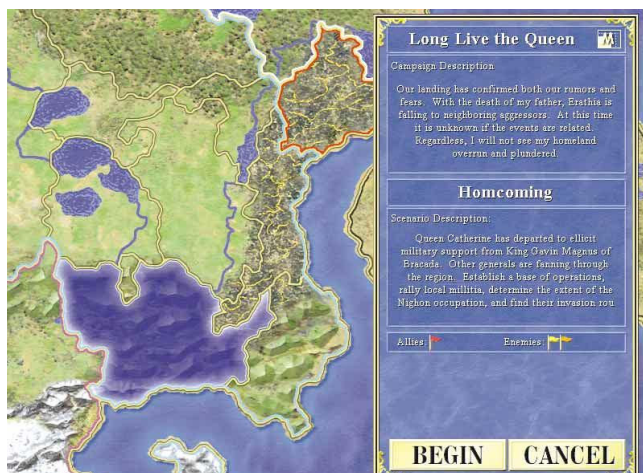 Long Live the Queen
M
Campaign Description
Our landing has confirmed both our rumors and
fears. With the death of my father, Erathia is
falling to neighboring aggressors. At this time
it is unknown if the events are related.
Regardless, I will not see my homeland
overrun and plundered
Homcoming
Scenario Description:
Queen Catherine has departed to ellicit
military support from King Gavin Magnus of
Bracada. Other generals are fanning through
the region. Establish a base of operations,
rally local millitia, determine the extent of the
Nighon occupation, and find their invasion rou
Allies: Enemies:
BEGIN CANCEL